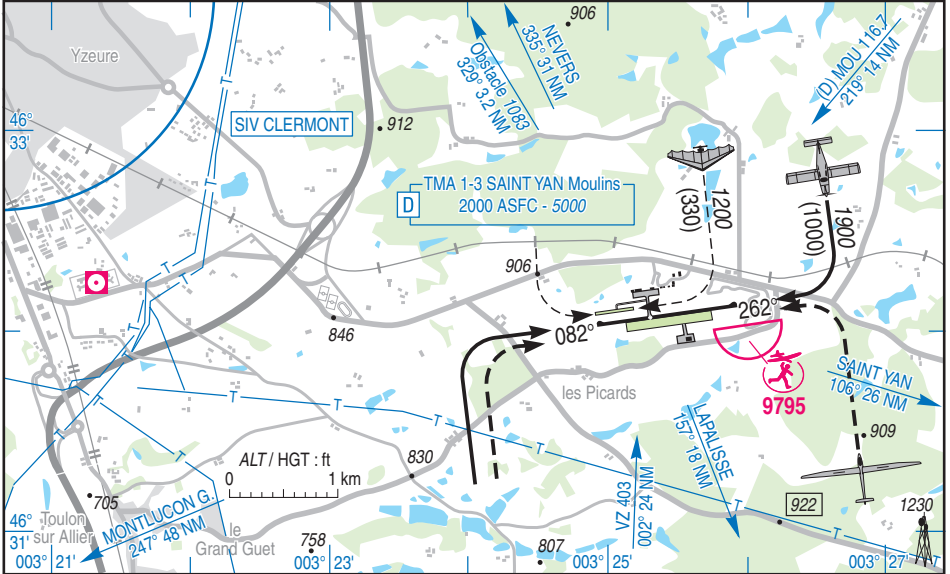 906
Yzeure
NEVERS
335° 31 NM
Obstacle 1083
329° 3.2 NM
(D) MOU 116.7
219° 14 NM
46°
33'
SIV CLERMONT
912
TMA 1-3 SAINT YAN Moulins
D
2000 ASFC - 5000
1200
(330)
1900
(1000)
906
846
082°
262°
les Picards
9795
SAINT YAN
106° 26 NM
LAPALISSE
157° 18 NM
909
ALT / HGT : ft
0 1 km
830
VZ 403
002° 24 NM
705
MONTLUCON G.
247° 48 NM
922
1230
46°
31'
Toulon
sur Allier
le
Grand Guet
758
807
003° 21'
003° 23'
003° 25'
003° 27'
T
T
T
T
T
T
T
T
T
T
T
T
T
T